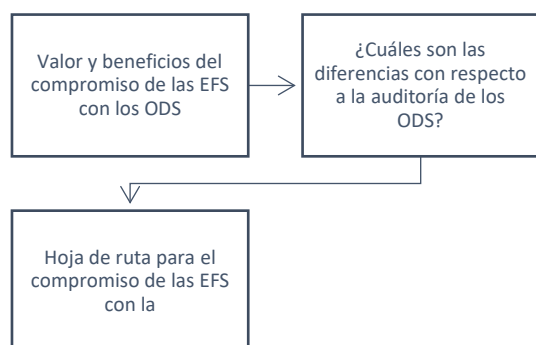 Valor y beneficios del
compromiso de las EFS
con los ODS
¿Cuáles son las
diferencias con respecto
a la auditoría de los
ODS?
Hoja de ruta para el
compromiso de las EFS
con la